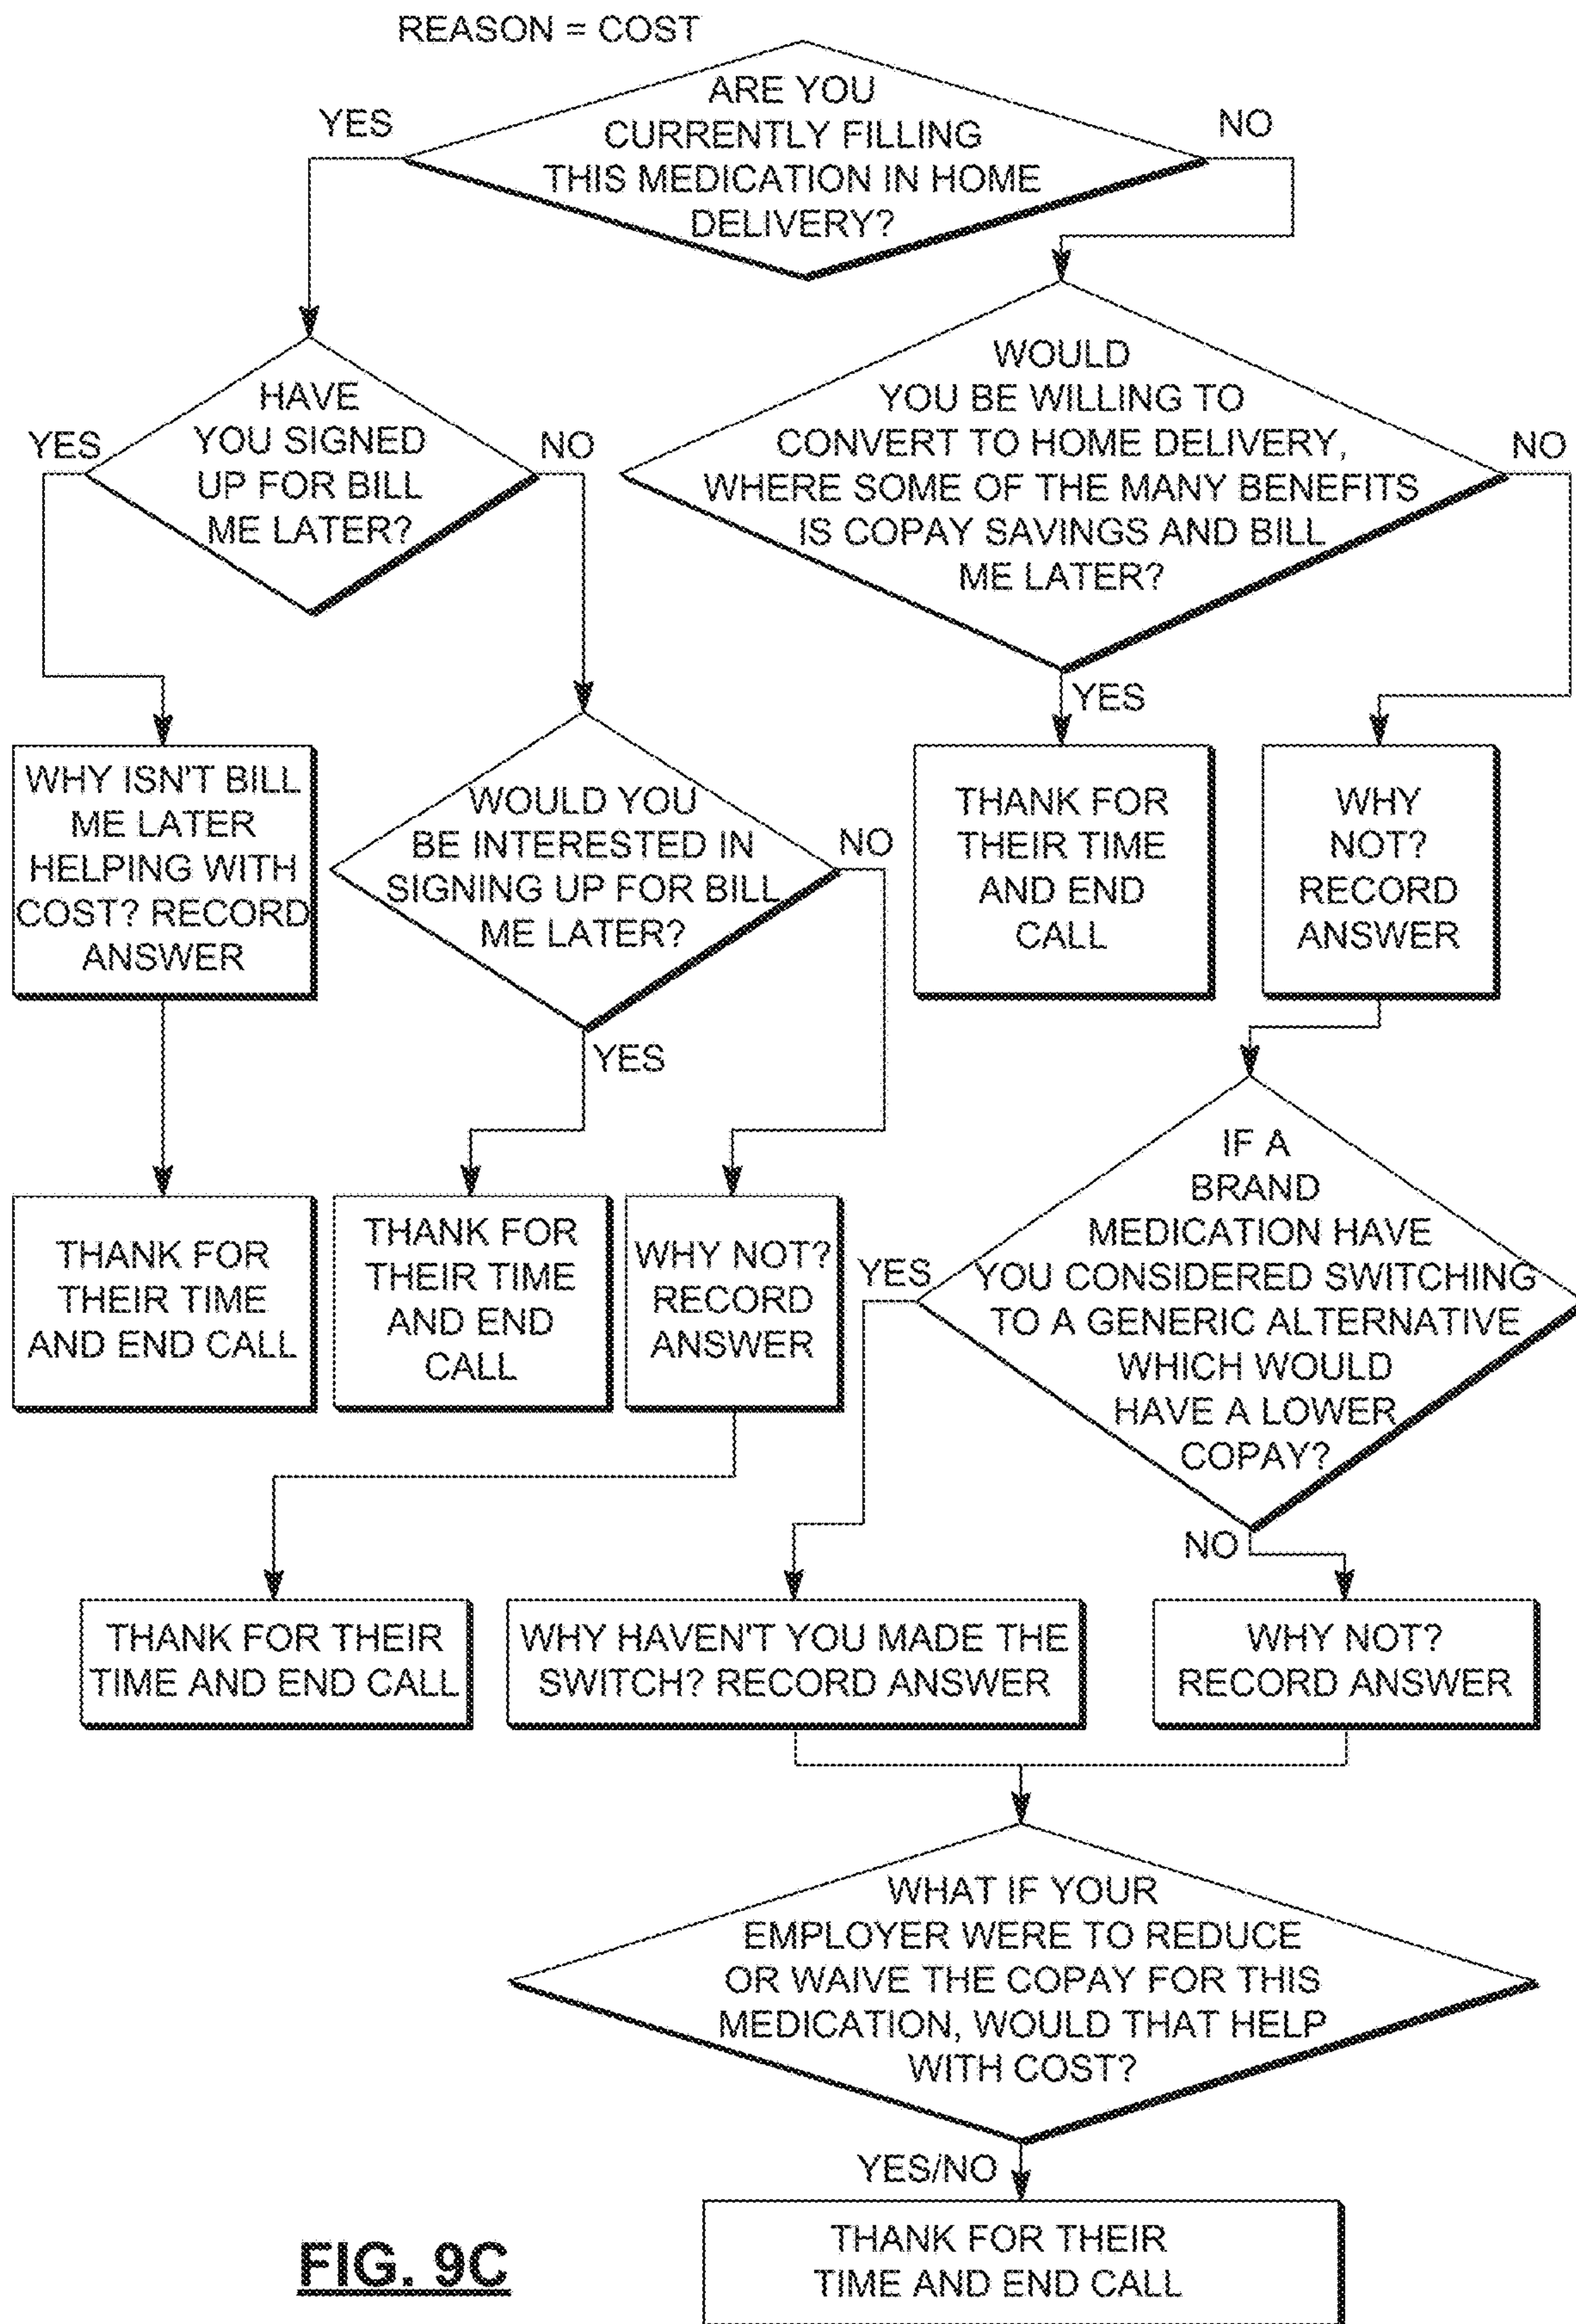 REASON = COST
ARE YOU
CURRENTLY FILLING
THIS MEDICATION IN HOME
DELIVERY?
YES
NO
HAVE
YOU SIGNED
UP FOR BILL
ME LATER?
YES
NO
WOULD
YOU BE WILLING TO
CONVERT TO HOME DELIVERY,
WHERE SOME OF THE MANY BENEFITS
IS COPAY SAVINGS AND BILL
ME LATER?
NO
YES
WHY ISN'T BILL
ME LATER
HELPING WITH
COST? RECORD
ANSWER
WOULD YOU
BE INTERESTED IN
SIGNING UP FOR BILL
ME LATER?
NO
YES
THANK FOR
THEIR TIME
AND END
CALL
WHY
NOT?
RECORD
ANSWER
THANK FOR
THEIR TIME
AND END CALL
THANK FOR
THEIR TIME
AND END
CALL
WHY NOT?
RECORD
ANSWER
IF A
BRAND
MEDICATION HAVE
YOU CONSIDERED SWITCHING
TO A GENERIC ALTERNATIVE
WHICH WOULD
HAVE A LOWER
COPAY?
YES
NO
THANK FOR THEIR
TIME AND END CALL
WHY HAVEN'T YOU MADE THE
SWITCH? RECORD ANSWER
WHY NOT?
RECORD ANSWER
WHAT IF YOUR
EMPLOYER WERE TO REDUCE
OR WAIVE THE COPAY FOR THIS
MEDICATION, WOULD THAT HELP
WITH COST?
YES/NO
THANK FOR THEIR
TIME AND END CALL
FIG. 9C